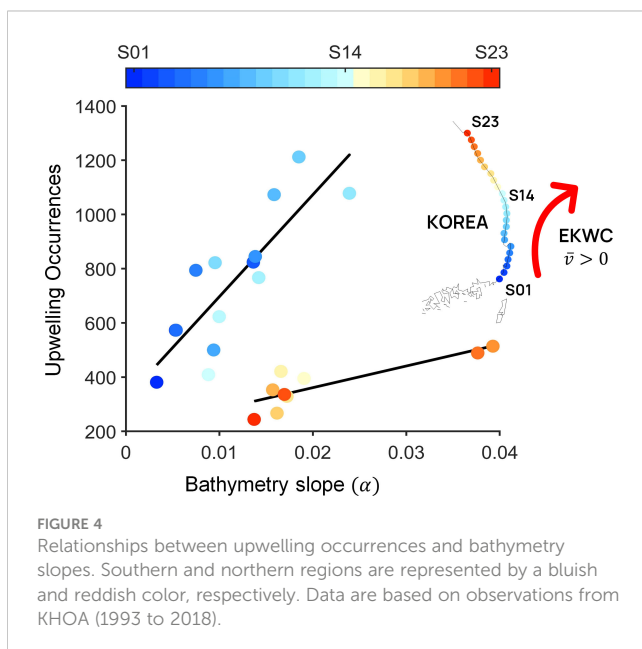 S01 S14 S23
1400
1200
1000
800
600
400
200
Upwelling Occurrences
S23
S14
KOREA
EKWC
v̄ > 0
S01
0 0.01 0.02 0.03 0.04
Bathymetry slope (α)
FIGURE 4
Relationships between upwelling occurrences and bathymetry
slopes. Southern and northern regions are represented by a bluish
and reddish color, respectively. Data are based on observations from
KHOA (1993 to 2018).